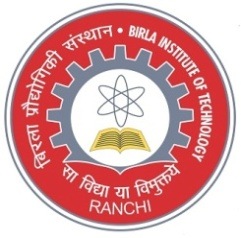 बिरला प्रौद्योगिकी संस्थान • BIRLA INSTITUTE OF TECHNOLOGY
सा विद्या या विमुक्तये
RANCHI